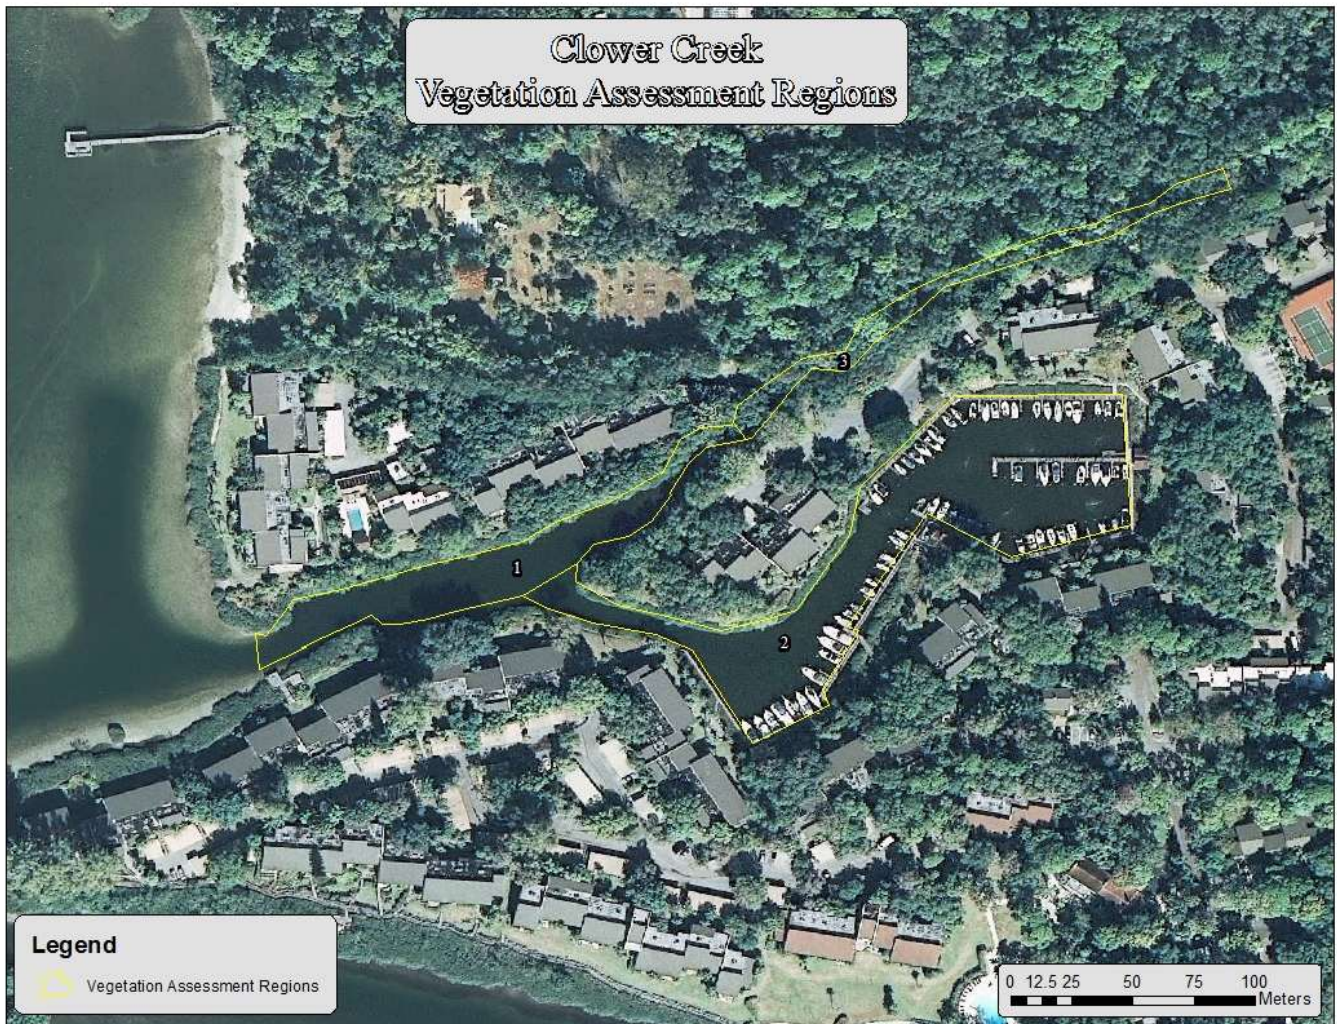 Clower Creek
Vegetation Assessment Regions
3
1
2
Legend
Vegetation Assessment Regions
0 12.5 25 50 75 100
Meters